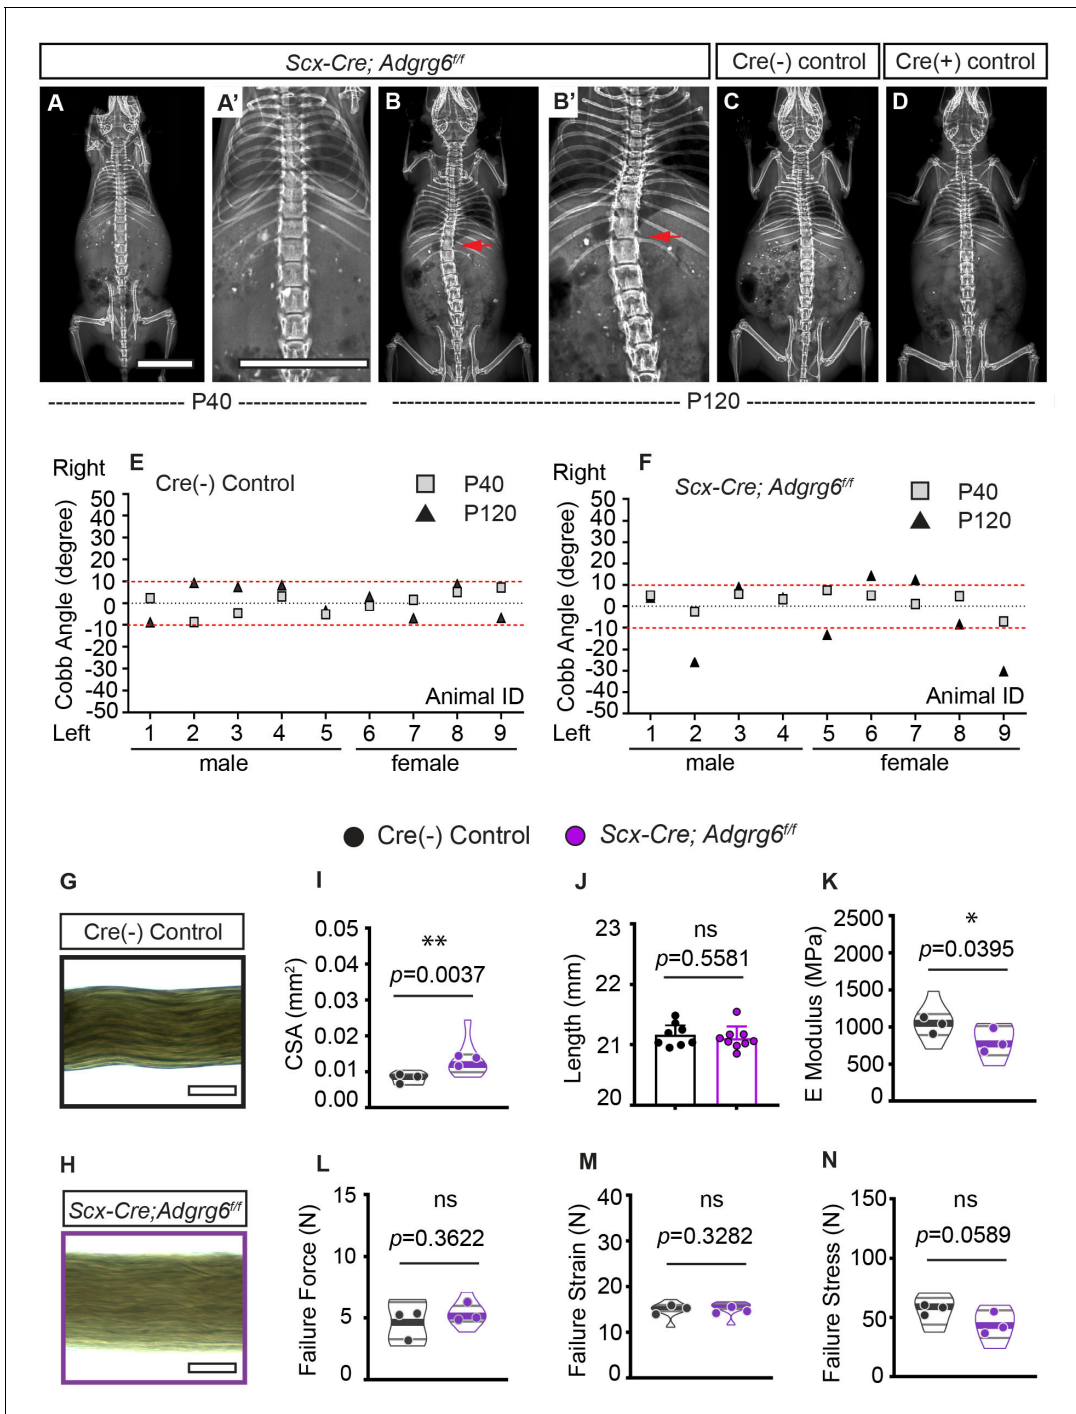 Scx-Cre; Adgrg6f/f
Cre(-) control
Cre(+) control
A
A'
B
B'
C
D
P40
P120
Right
E
Cre(-) Control
P40
P120
Cobb Angle (degree)
50
40
30
20
10
0
-10
-20
-30
-40
-50
Animal ID
Left
1 2 3 4 5 6 7 8 9
male
female
Right
F
Scx-Cre; Adgrg6f/f
P40
P120
Cobb Angle (degree)
50
40
30
20
10
0
-10
-20
-30
-40
-50
Animal ID
Left
1 2 3 4 5 6 7 8 9
male
female
Cre(-) Control
Scx-Cre; Adgrg6f/f
G
Cre(-) Control
I
CSA (mm²)
0.05
0.04
0.03
0.02
0.01
0.00
**
p=0.0037
J
Length (mm)
23
22
21
20
ns
p=0.5581
K
E Modulus (MPa)
2500
2000
1500
1000
500
0
*
p=0.0395
H
Scx-Cre;Adgrg6f/f
L
Failure Force (N)
15
10
5
0
ns
p=0.3622
M
Failure Strain (N)
40
30
20
10
0
ns
p=0.3282
N
Failure Stress (N)
150
100
50
0
ns
p=0.0589